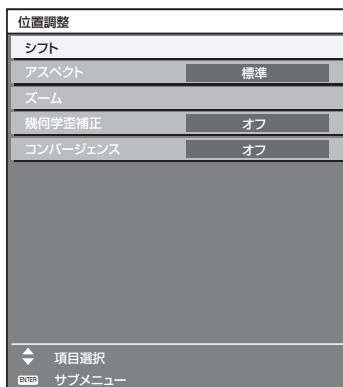 位置調整
シフト
アスペクト 標準
ズーム
幾何学歪補正 オフ
コンバージェンス オフ
項目選択
ENTER サブメニュー